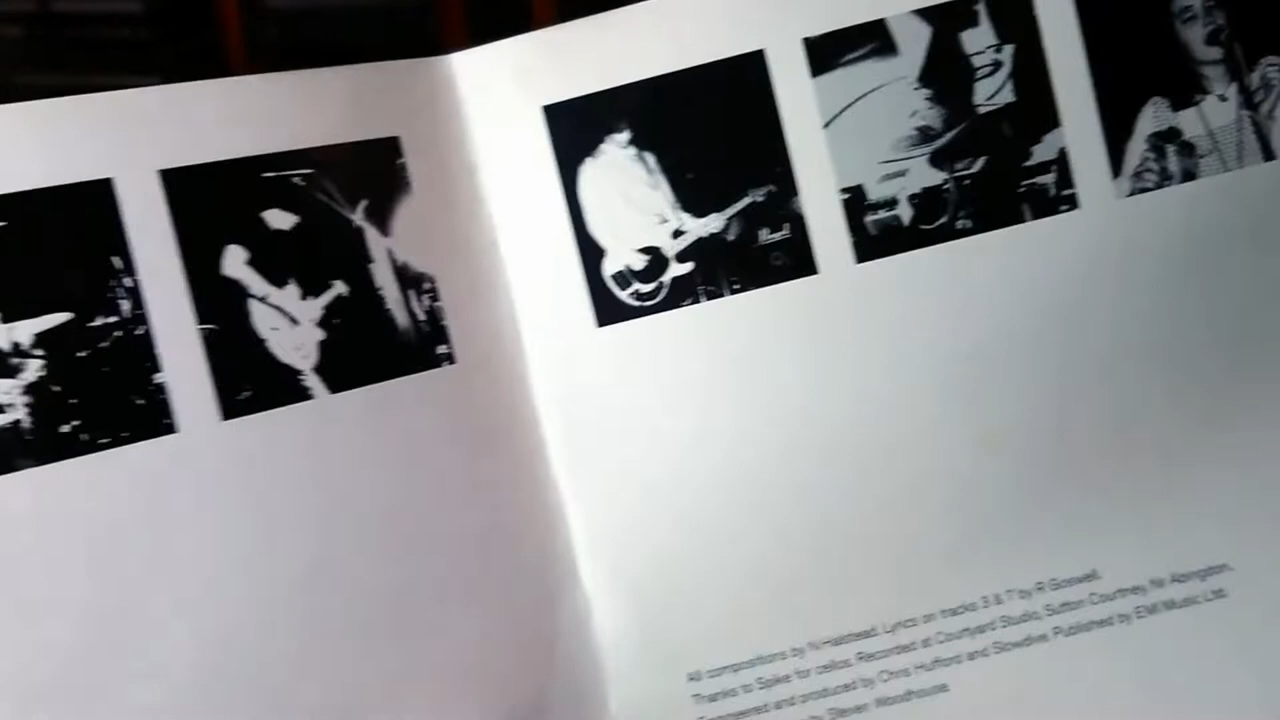 All compositions by N Halstead. Lyrics on tracks 3 & 7 by R Goswell.
Thanks to Spike for cellos. Recorded at Courtyard Studio, Sutton Courtney, Nr Abingdon.
Engineered and produced by Chris Hufford and Slowdive Published by EMI Music Ltd
by Steven Woodhouse